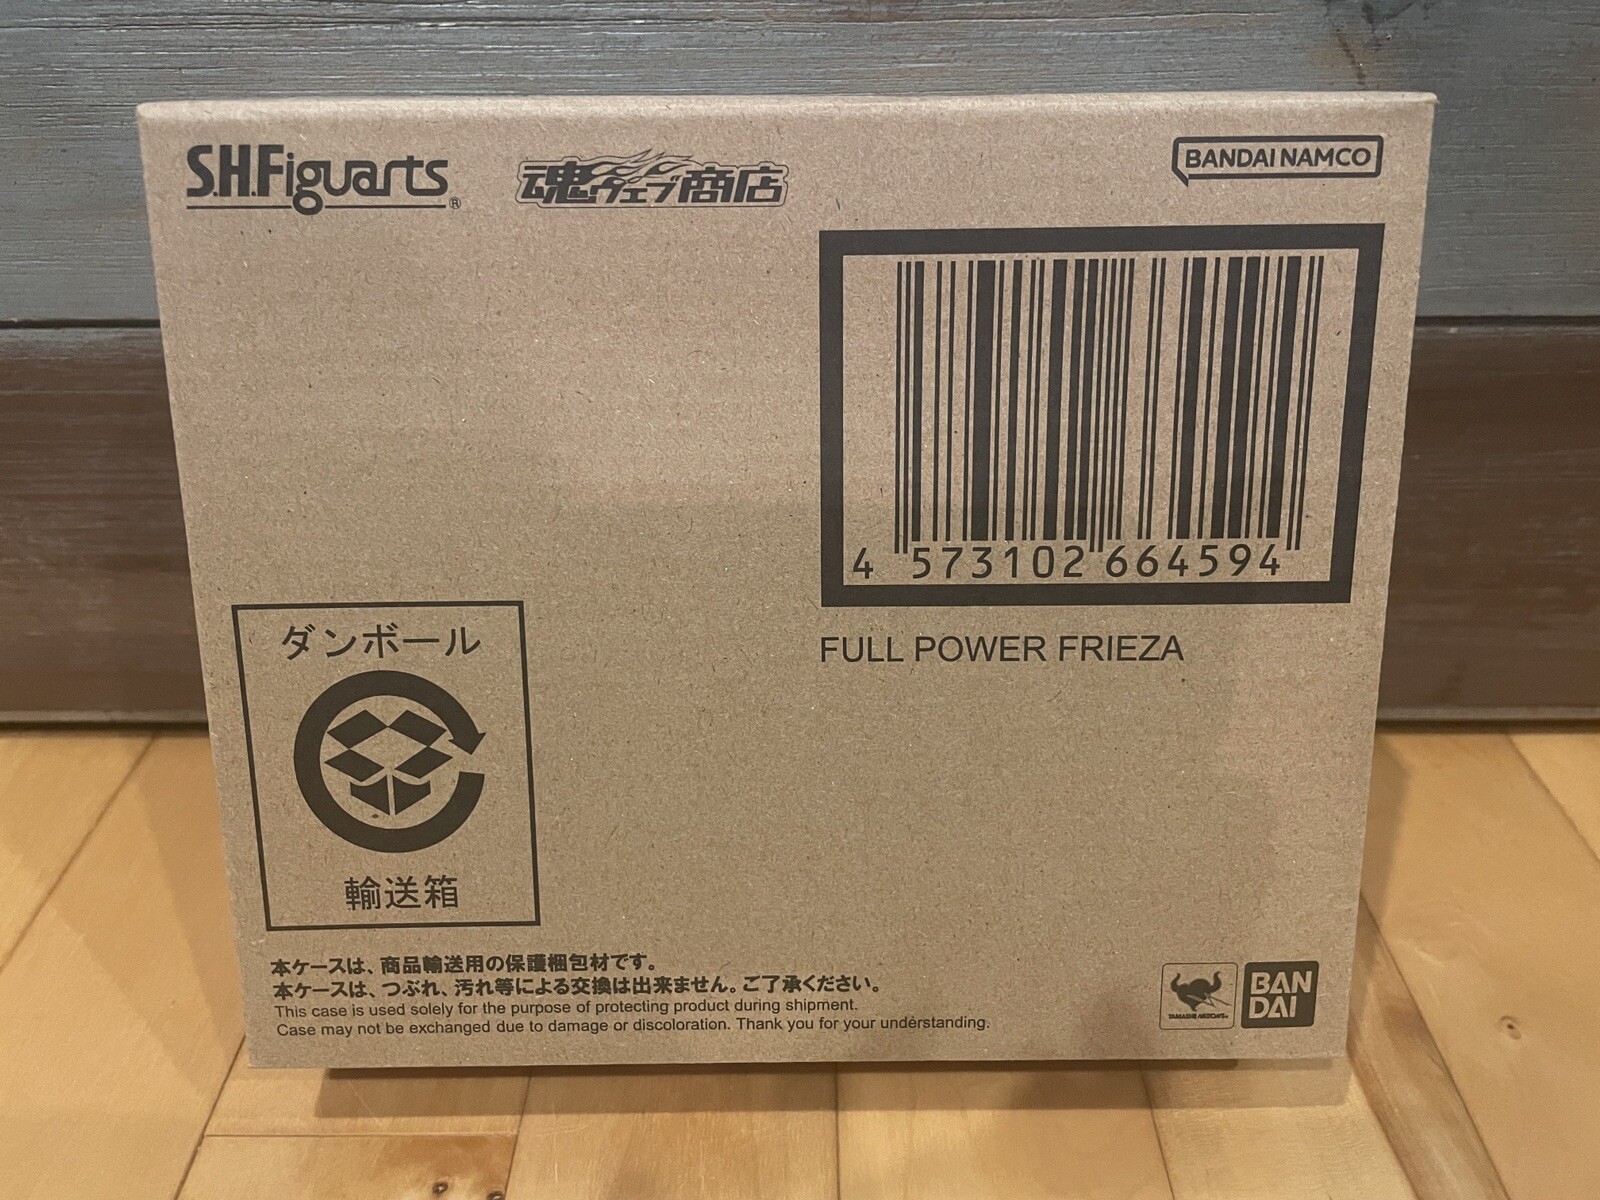 S.H.Figuarts®
魂ウェブ商店
BANDAI NAMCO
4 573102 664594
FULL POWER FRIEZA
ダンボール
輸送箱
本ケースは、商品輸送用の保護梱包材です。
本ケースは、つぶれ、汚れ等による交換は出来ません。ご了承ください。
This case is used solely for the purpose of protecting product during shipment.
Case may not be exchanged due to damage or discoloration. Thank you for your understanding.
TAMASHII NATIONS
BAN
DAI